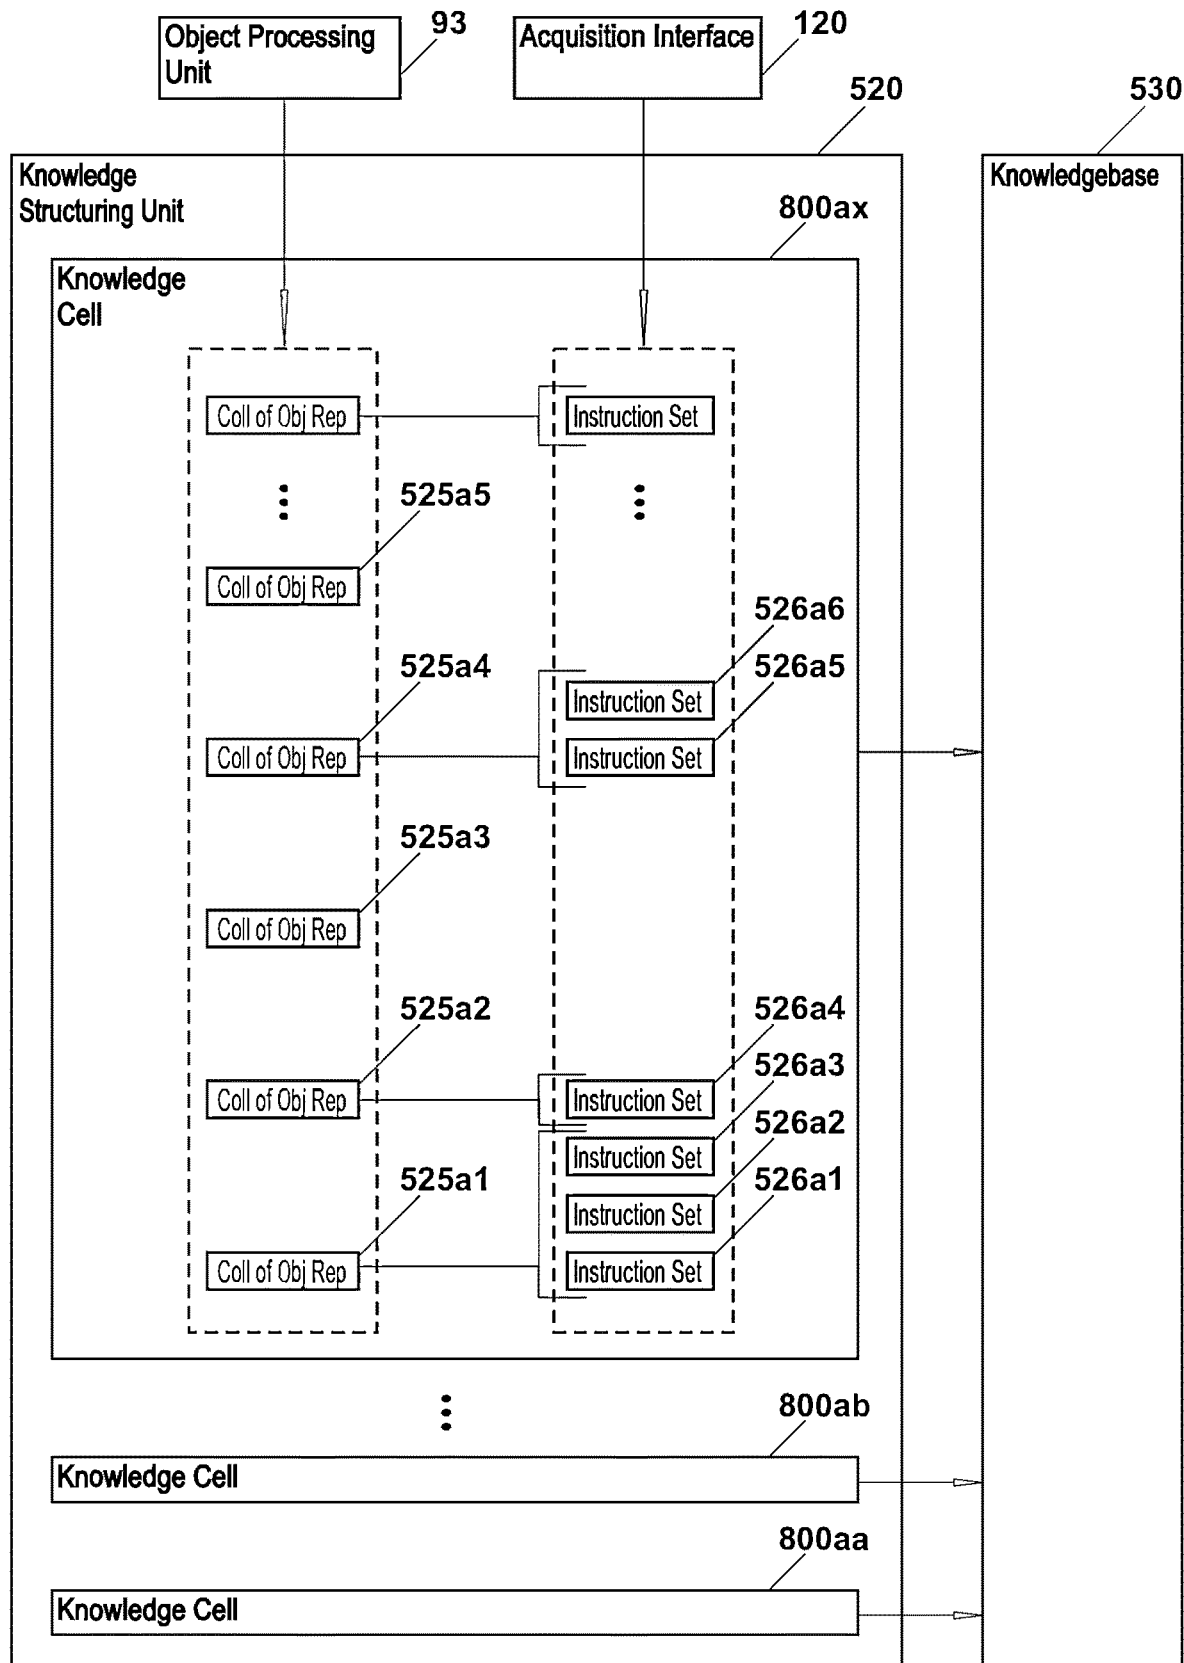 Object Processing
Unit
93
Acquisition Interface
120
520
530
Knowledge
Structuring Unit
Knowledgebase
800ax
Knowledge
Cell
Coll of Obj Rep
Instruction Set
525a5
Coll of Obj Rep
526a6
525a4
526a5
Instruction Set
Coll of Obj Rep
Instruction Set
525a3
Coll of Obj Rep
525a2
526a4
526a3
Coll of Obj Rep
Instruction Set
526a2
Instruction Set
525a1
526a1
Instruction Set
Coll of Obj Rep
Instruction Set
800ab
Knowledge Cell
800aa
Knowledge Cell